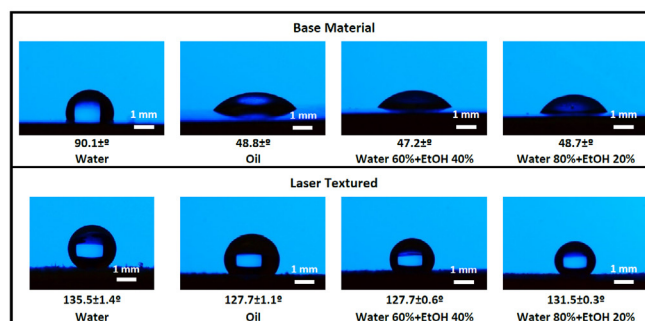 Base Material
1 mm
1 mm
1 mm
1 mm
90.1±º
48.8±º
47.2±º
48.7±º
Water
Oil
Water 60%+EtOH 40%
Water 80%+EtOH 20%
Laser Textured
1 mm
1 mm
1 mm
1 mm
135.5±1.4º
127.7±1.1º
127.7±0.6º
131.5±0.3º
Water
Oil
Water 60%+EtOH 40%
Water 80%+EtOH 20%